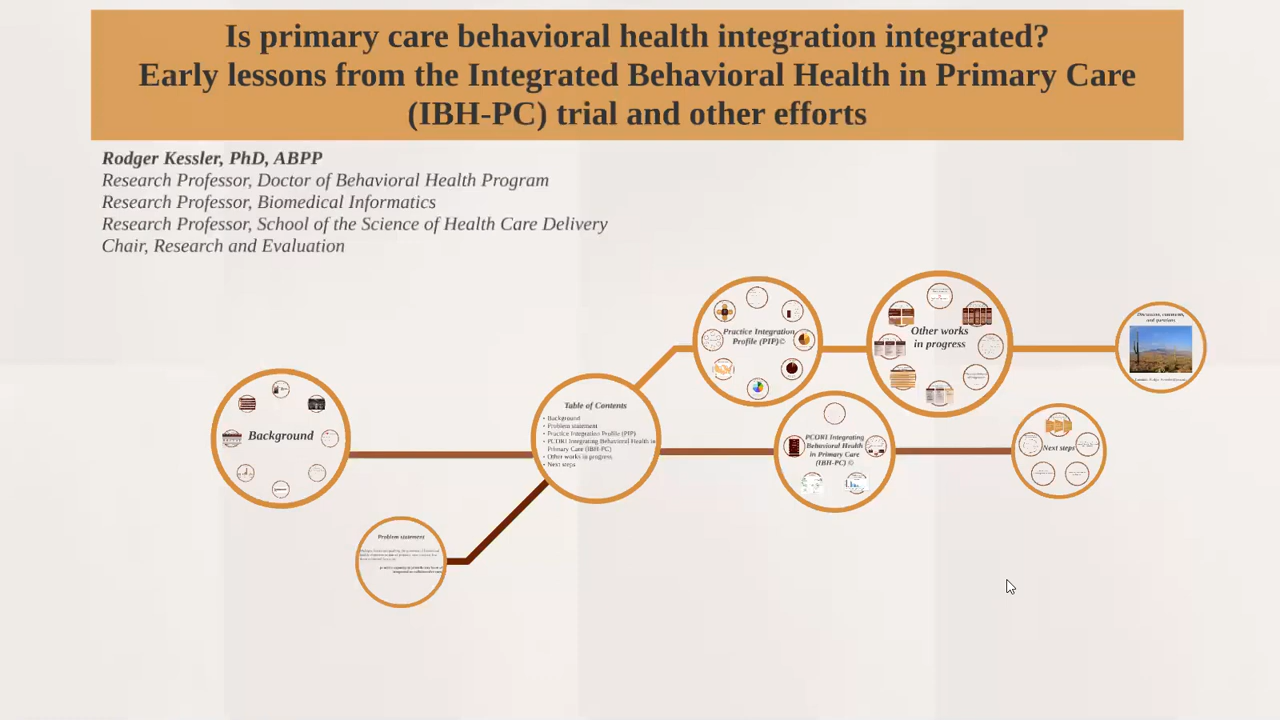 Is primary care behavioral health integration integrated?
Early lessons from the Integrated Behavioral Health in Primary Care
(IBH-PC) trial and other efforts
Rodger Kessler, PhD, ABPP
Research Professor, Doctor of Behavioral Health Program
Research Professor, Biomedical Informatics
Research Professor, School of the Science of Health Care Delivery
Chair, Research and Evaluation
Background
Problem statement
Table of Contents
• Background
• Problem statement
• Practice Integration Profile (PIP)
• PCORI Integrating Behavioral Health in
Primary Care (IBH-PC)
• Other works in progress
• Next steps
Practice Integration
Profile (PIP)©
PCORI Integrating
Behavioral Health
in Primary Care
(IBH-PC) ©
Other works
in progress
Next steps
Discussion, comments,
and questions